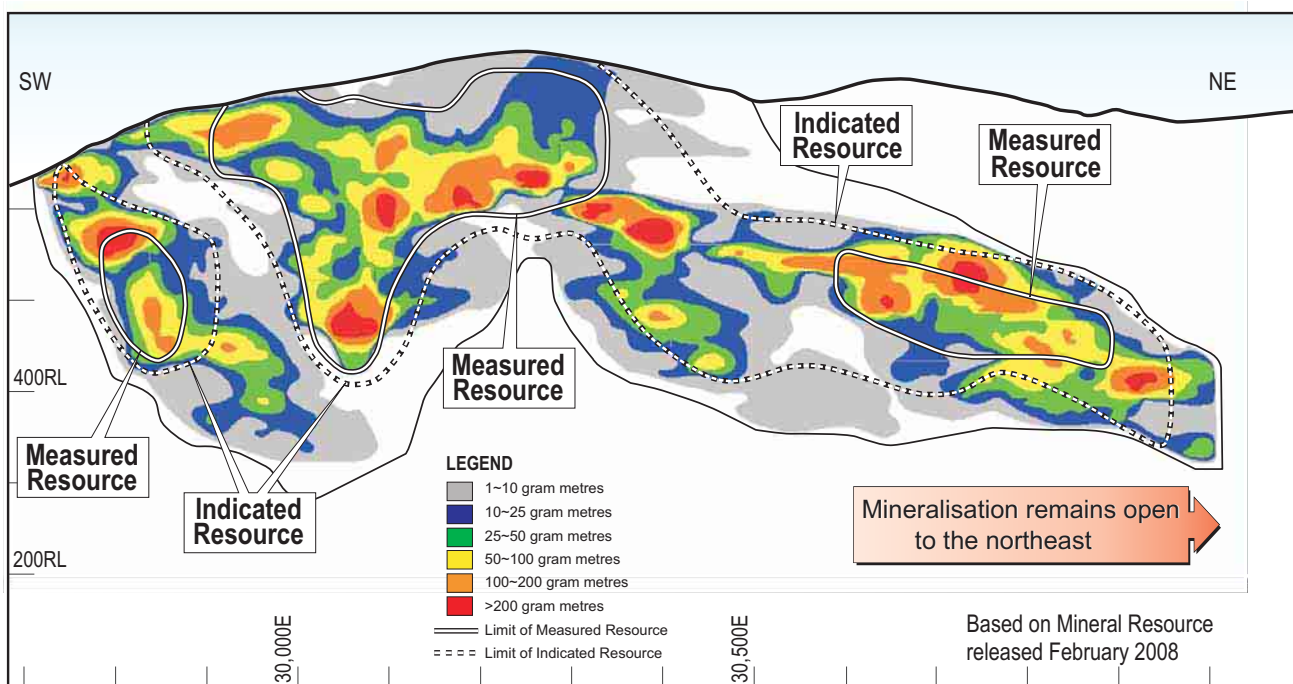 SW
NE
Indicated
Resource
Measured
Resource
Measured
Resource
400RL
Measured
Resource
Indicated
Resource
LEGEND
1~10 gram metres
10~25 gram metres
25~50 gram metres
50~100 gram metres
100~200 gram metres
>200 gram metres
Limit of Measured Resource
Limit of Indicated Resource
Mineralisation remains open
to the northeast
200RL
30,000E
30,500E
Based on Mineral Resource
released February 2008